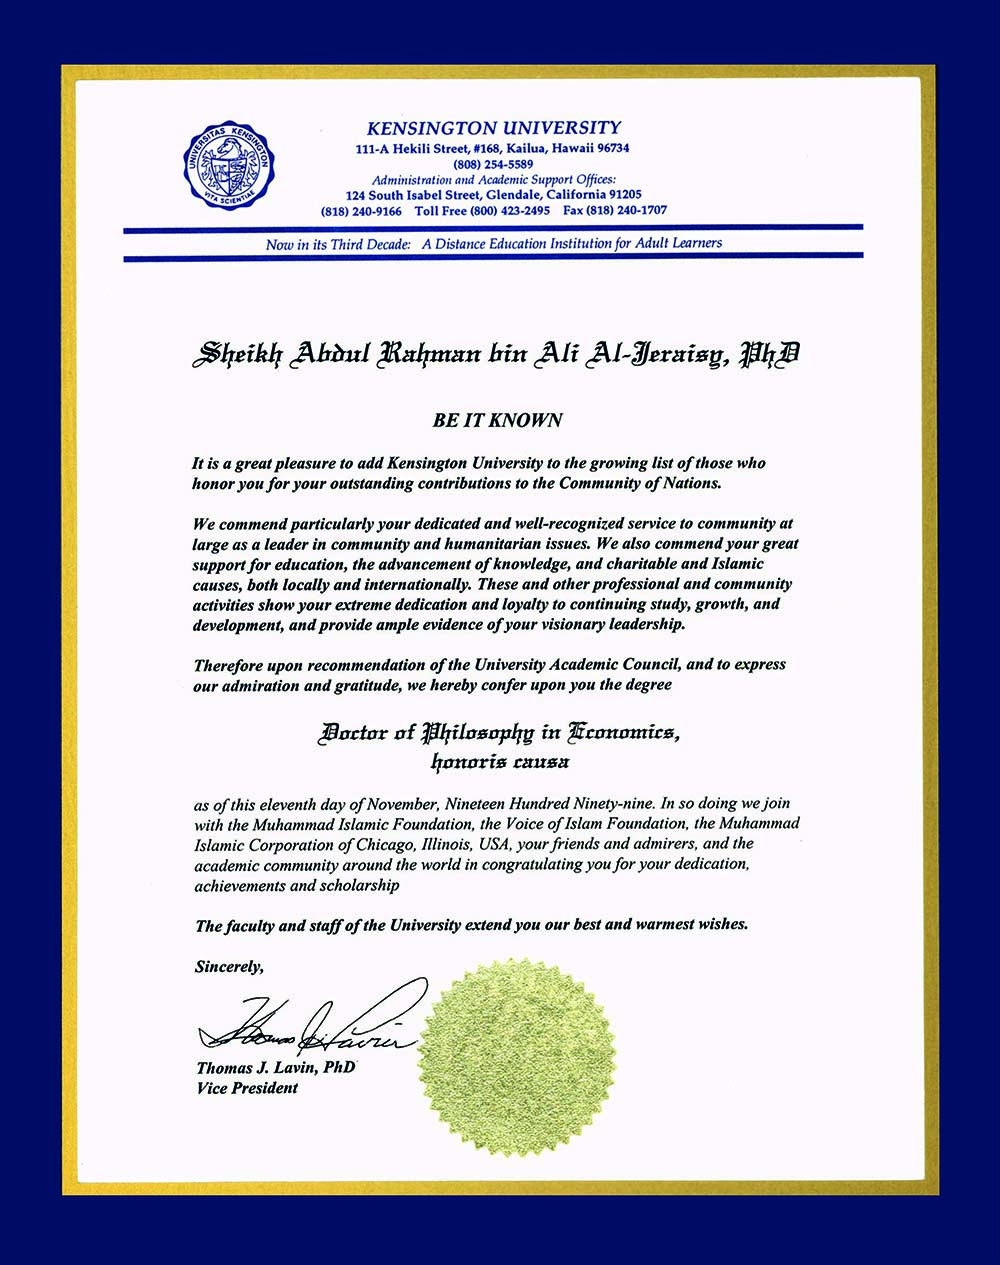 UNIVERSITAS KENSINGTON
VITA SCIENTIAE
KENSINGTON UNIVERSITY
111-A Hekili Street, #168, Kailua, Hawaii 96734
(808) 254-5589
Administration and Academic Support Offices:
124 South Isabel Street, Glendale, California 91205
(818) 240-9166 Toll Free (800) 423-2495 Fax (818) 240-1707
Now in its Third Decade: A Distance Education Institution for Adult Learners
Sheikh Abdul Rahman bin Ali Al-Jeraisy, PhD
BE IT KNOWN
It is a great pleasure to add Kensington University to the growing list of those who
honor you for your outstanding contributions to the Community of Nations.
We commend particularly your dedicated and well-recognized service to community at
large as a leader in community and humanitarian issues. We also commend your great
support for education, the advancement of knowledge, and charitable and Islamic
causes, both locally and internationally. These and other professional and community
activities show your extreme dedication and loyalty to continuing study, growth, and
development, and provide ample evidence of your visionary leadership.
Therefore upon recommendation of the University Academic Council, and to express
our admiration and gratitude, we hereby confer upon you the degree
Doctor of Philosophy in Economics,
honoris causa
as of this eleventh day of November, Nineteen Hundred Ninety-nine. In so doing we join
with the Muhammad Islamic Foundation, the Voice of Islam Foundation, the Muhammad
Islamic Corporation of Chicago, Illinois, USA, your friends and admirers, and the
academic community around the world in congratulating you for your dedication,
achievements and scholarship
The faculty and staff of the University extend you our best and warmest wishes.
Sincerely,
Thomas J. Lavin
Thomas J. Lavin, PhD
Vice President